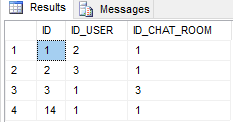 Results Messages
ID ID_USER ID_CHAT_ROOM
1 1 2 1
2 2 3 1
3 3 1 3
4 14 1 1